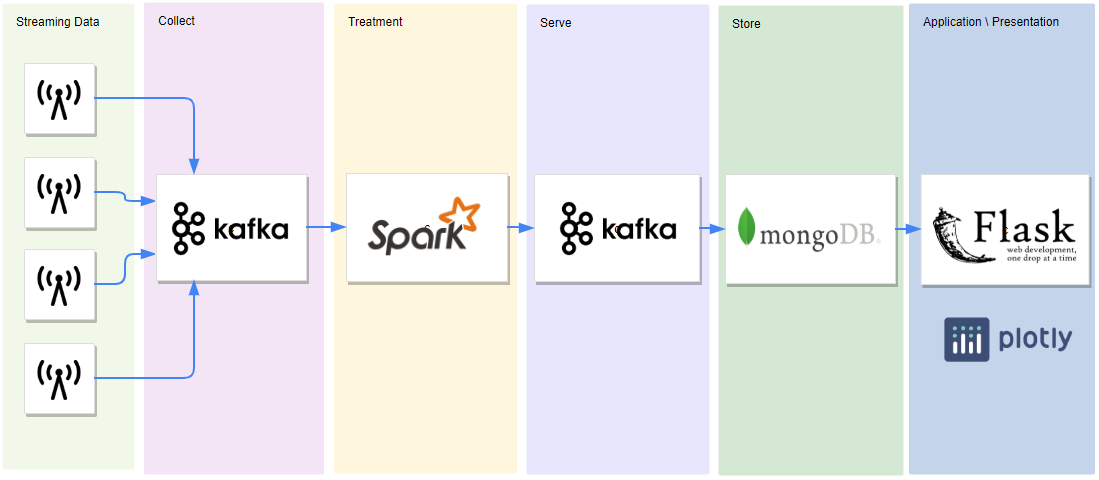 Streaming Data
Collect
Treatment
Serve
Store
Application \ Presentation
kafka
Spark
kafka
mongoDB
Flask
web development,
one drop at a time
plotly